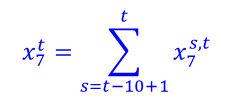 $x_7^t = \sum_{s=t-10+1}^{t} x_7^{s,t}$